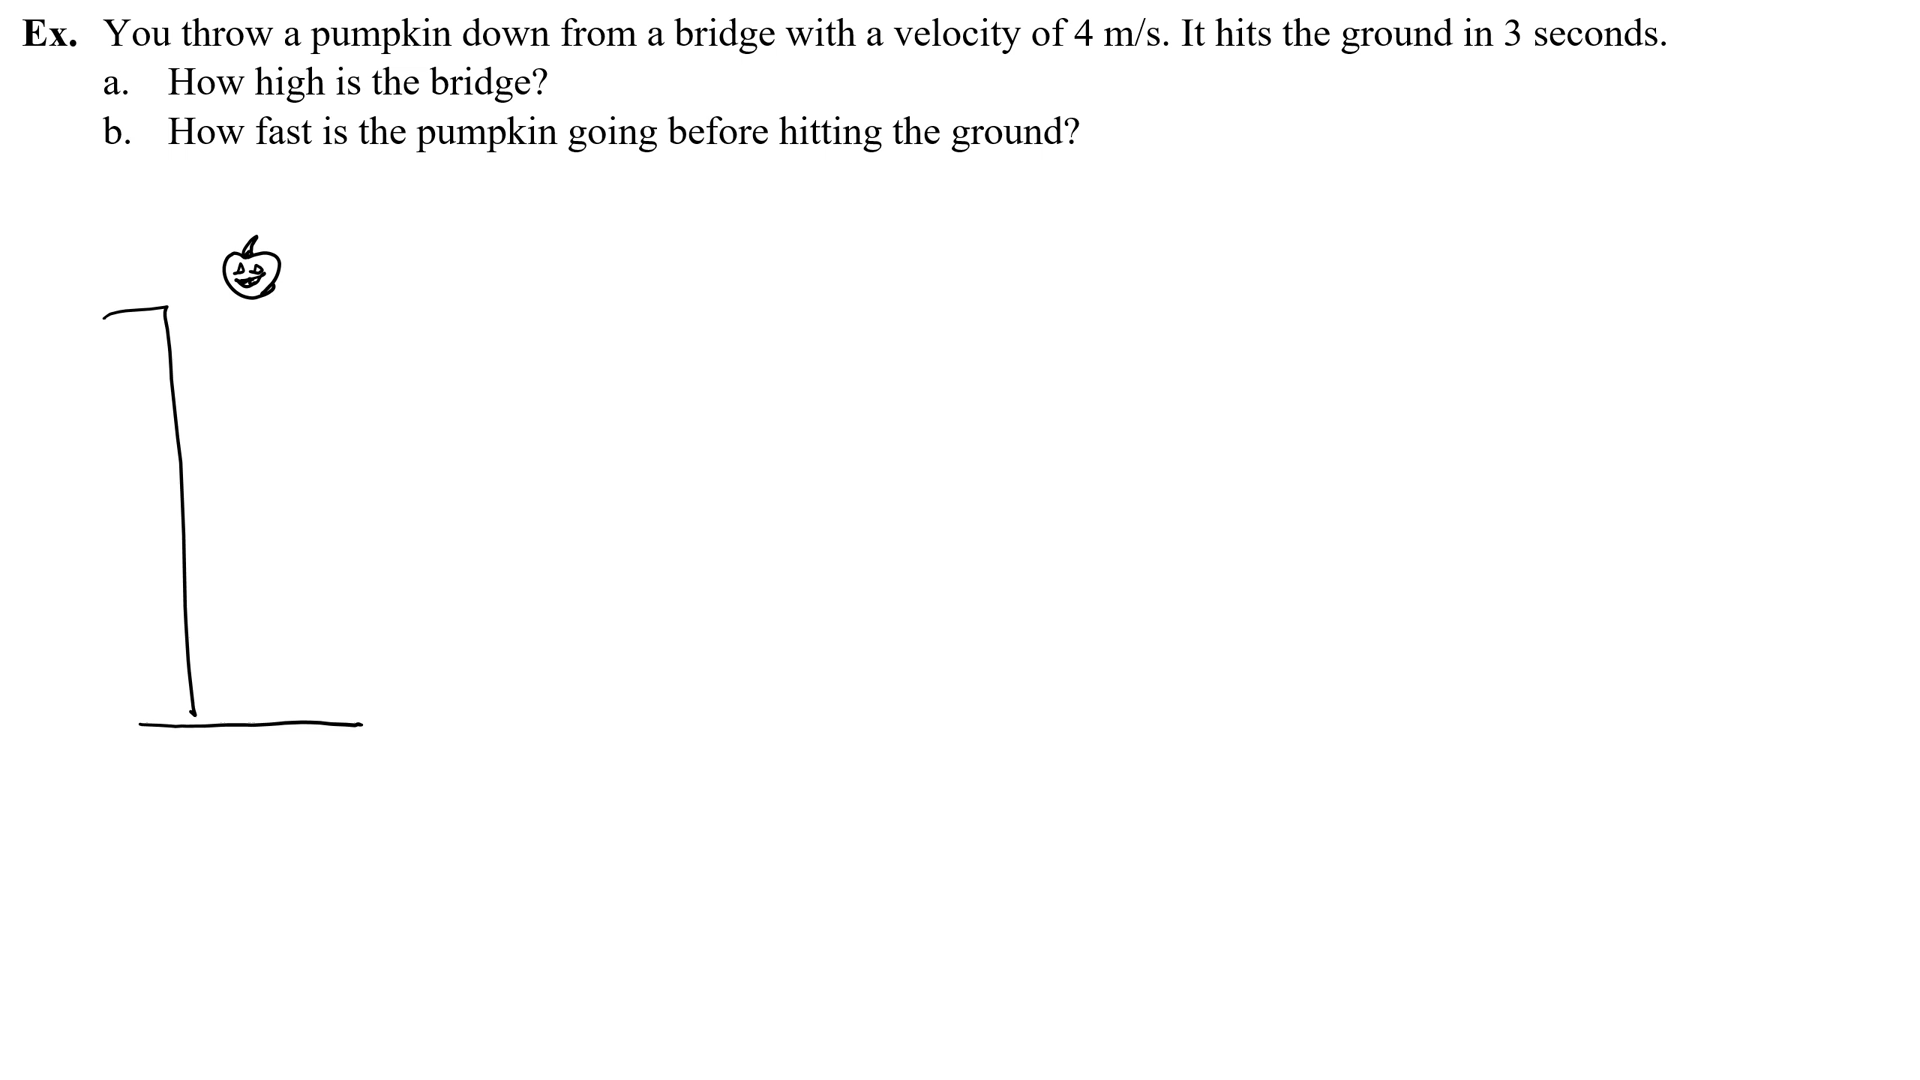 Ex. You throw a pumpkin down from a bridge with a velocity of 4 m/s. It hits the ground in 3 seconds.
a. How high is the bridge?
b. How fast is the pumpkin going before hitting the ground?